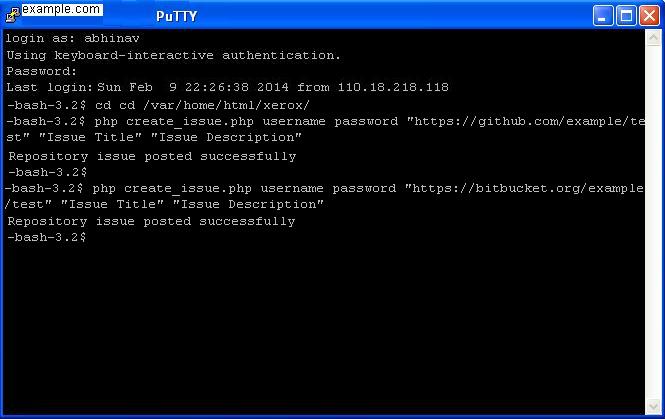 example.com PuTTY
login as: abhinav
Using keyboard-interactive authentication.
Password:
Last login: Sun Feb  9 22:26:38 2014 from 110.18.218.118
-bash-3.2$ cd cd /var/home/html/xerox/
-bash-3.2$ php create_issue.php username password "https://github.com/example/te
st" "Issue Title" "Issue Description"
Repository issue posted successfully
-bash-3.2$
-bash-3.2$ php create_issue.php username password "https://bitbucket.org/example
/test" "Issue Title" "Issue Description"
Repository issue posted successfully
-bash-3.2$